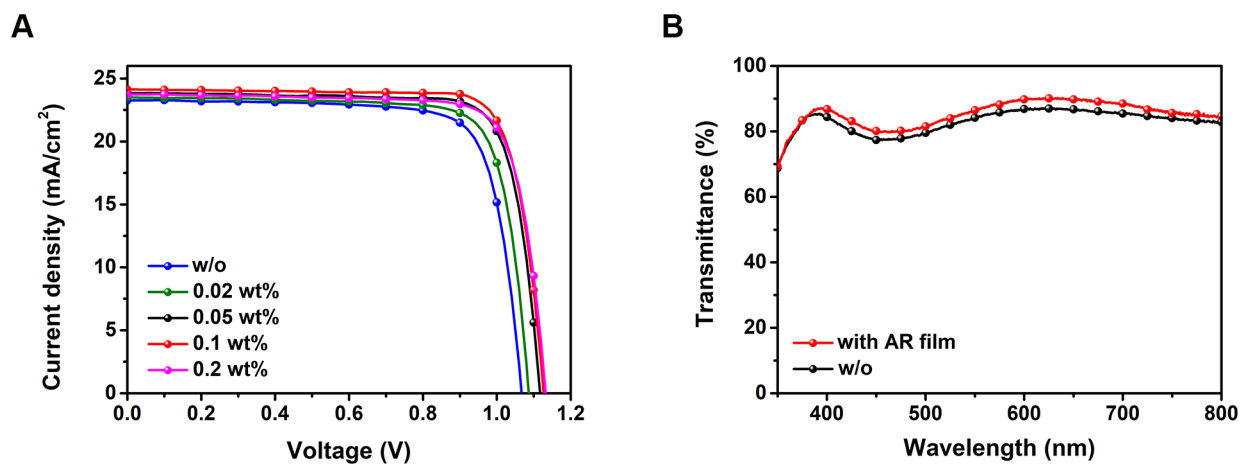 A
Current density (mA/cm²)
25
20
15
10
5
0
w/o
0.02 wt%
0.05 wt%
0.1 wt%
0.2 wt%
0.0 0.2 0.4 0.6 0.8 1.0 1.2
Voltage (V)
B
Transmittance (%)
100
80
60
40
20
0
with AR film
w/o
400 500 600 700 800
Wavelength (nm)